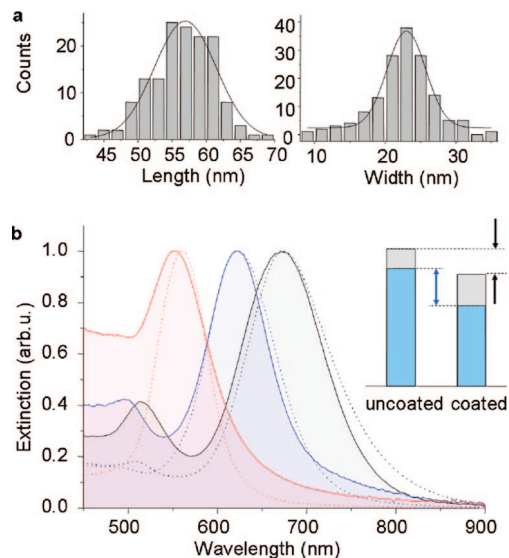 a
Counts
20
10
0
50 55 60 65 70
45
Length (nm)
40
30
20
10
0
10 20 30
Width (nm)
b
Extinction (arb.u.)
1.0
0.8
0.6
0.4
0.2
0.0
500 600 700 800 900
Wavelength (nm)
uncoated coated